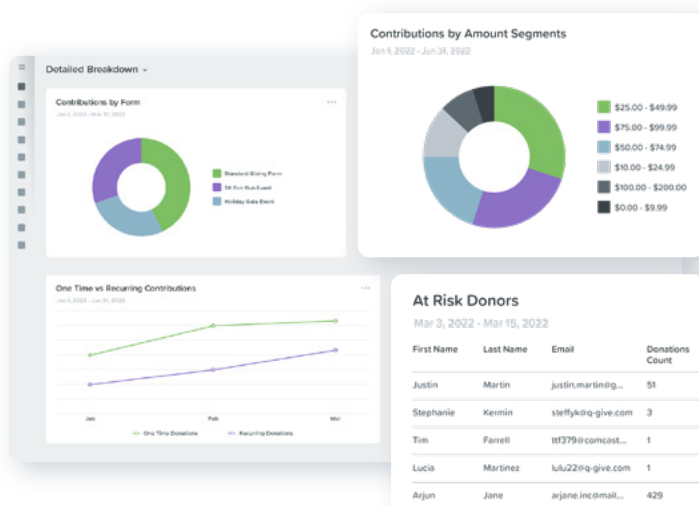 Detailed Breakdown
Contributions by Form
Jan 1, 2022 - Mar 31, 2022
Standard Giving Form
5K Fun Run Event
Holiday Gala Event
Contributions by Amount Segments
Jan 1, 2022 - Jun 31, 2022
$25.00 - $49.99
$75.00 - $99.99
$50.00 - $74.99
$10.00 - $24.99
$100.00 - $200.00
$0.00 - $9.99
One Time vs Recurring Contributions
Jan 1, 2022 - Jun 31, 2022
Jan Feb Mar
One Time Donations Recurring Donations
At Risk Donors
Mar 3, 2022 - Mar 15, 2022
First Name Last Name Email Donations
Count
Justin Martin justin.martin@g... 51
Stephanie Kermin steffyk@q-give.com 3
Tim Farrell ttf379@comcast... 1
Lucia Martinez lulu22@q-give.com 1
Arjun Jane arjane.inc@mail... 429